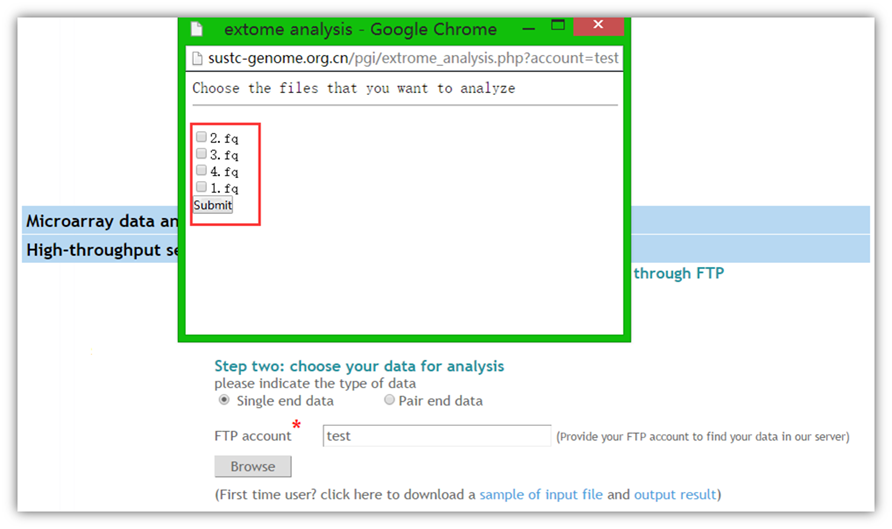 extome analysis - Google Chrome
sustc-genome.org.cn/pgi/extrome_analysis.php?account=test
Choose the files that you want to analyze
2.fq
3.fq
4.fq
1.fq
Submit
Microarray data an
High-throughput se
through FTP
Step two: choose your data for analysis
please indicate the type of data
Single end data Pair end data
FTP account* test (Provide your FTP account to find your data in our server)
Browse
(First time user? click here to download a sample of input file and output result)